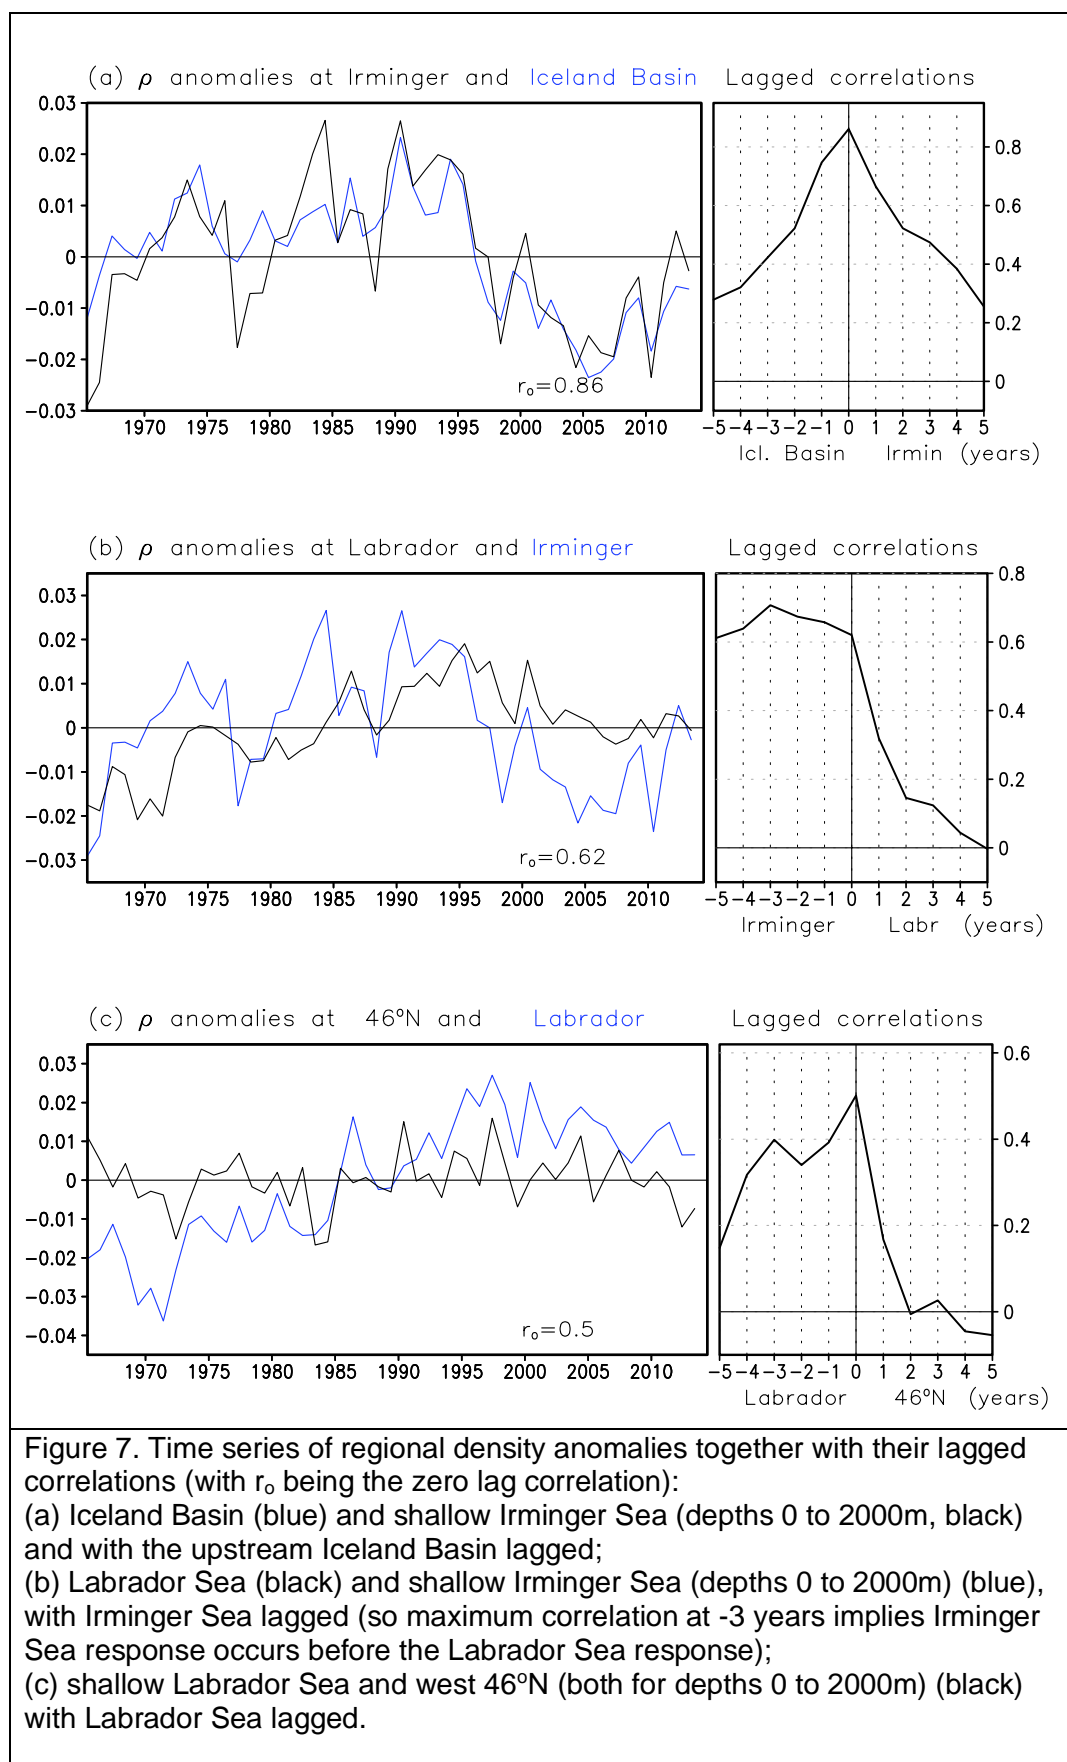 (a) ρ anomalies at Irminger and Iceland Basin
Lagged correlations
0.03
0.02
0.01
0
−0.01
−0.02
−0.03
r₀=0.86
1970 1975 1980 1985 1990 1995 2000 2005 2010
0.8
0.6
0.4
0.2
0
−5 −4 −3 −2 −1 0 1 2 3 4 5
Icl. Basin Irmin (years)
(b) ρ anomalies at Labrador and Irminger
Lagged correlations
0.03
0.02
0.01
0
−0.01
−0.02
−0.03
r₀=0.62
1970 1975 1980 1985 1990 1995 2000 2005 2010
0.8
0.6
0.4
0.2
0
−5 −4 −3 −2 −1 0 1 2 3 4 5
Irminger Labr (years)
(c) ρ anomalies at 46°N and Labrador
Lagged correlations
0.03
0.02
0.01
0
−0.01
−0.02
−0.03
−0.04
r₀=0.5
1970 1975 1980 1985 1990 1995 2000 2005 2010
0.6
0.4
0.2
0
−5 −4 −3 −2 −1 0 1 2 3 4 5
Labrador 46°N (years)
Figure 7. Time series of regional density anomalies together with their lagged
correlations (with r₀ being the zero lag correlation):
(a) Iceland Basin (blue) and shallow Irminger Sea (depths 0 to 2000m, black)
and with the upstream Iceland Basin lagged;
(b) Labrador Sea (black) and shallow Irminger Sea (depths 0 to 2000m) (blue),
with Irminger Sea lagged (so maximum correlation at -3 years implies Irminger
Sea response occurs before the Labrador Sea response);
(c) shallow Labrador Sea and west 46°N (both for depths 0 to 2000m) (black)
with Labrador Sea lagged.